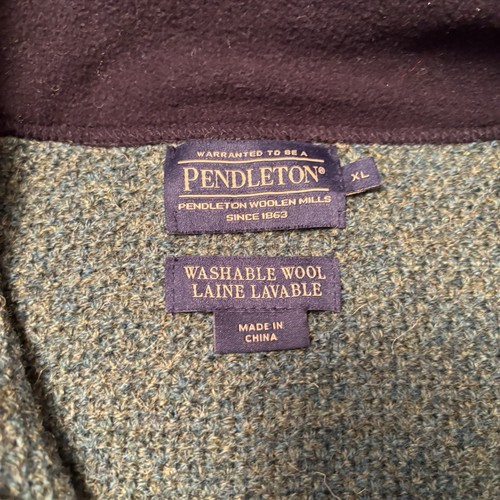 WARRANTED TO BE A
PENDLETON®
XL
PENDLETON WOOLEN MILLS
SINCE 1863
WASHABLE WOOL
LAINE LAVABLE
MADE IN
CHINA